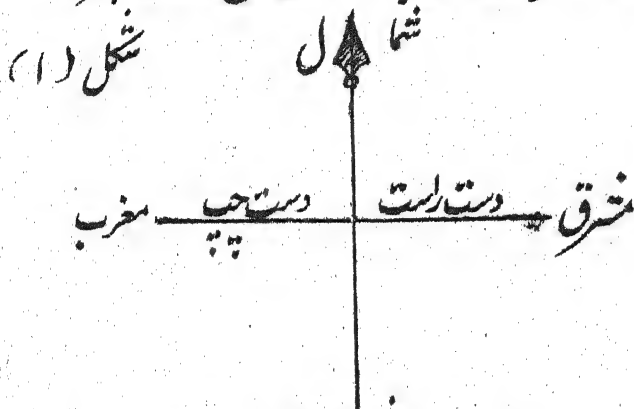 شکل (۱)
شمال
مشرق
دست راست
دست چپ
مغرب